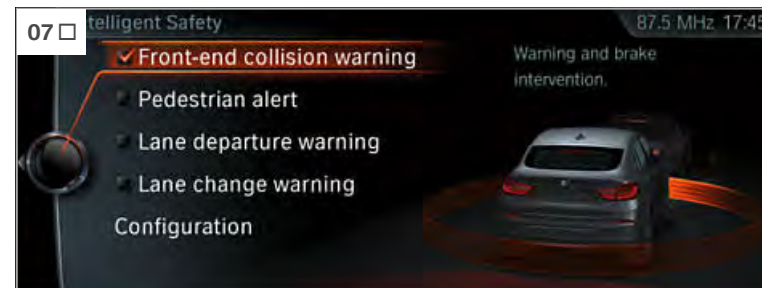 07
telligent Safety
87.5 MHz 17:45
Front-end collision warning
Warning and brake
intervention.
Pedestrian alert
Lane departure warning
Lane change warning
Configuration